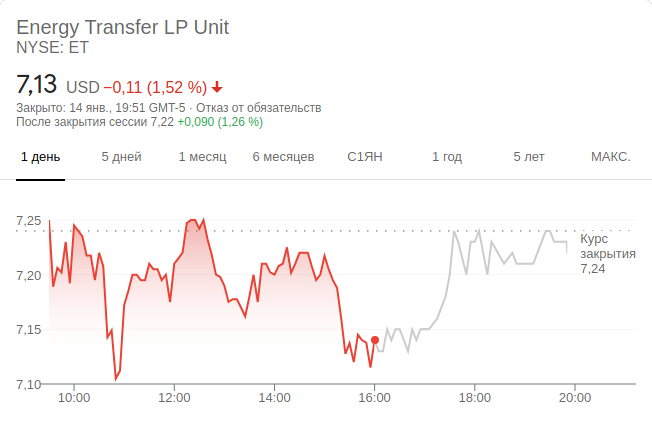 Energy Transfer LP Unit
NYSE: ET
7,13 USD −0,11 (1,52 %)
Закрыто: 14 янв., 19:51 GMT-5 · Отказ от обязательств
После закрытия сессии 7,22 +0,090 (1,26 %)
1 день 5 дней 1 месяц 6 месяцев С1ЯН 1 год 5 лет МАКС.
7,25
Курс
закрытия
7,24
7,20
7,15
7,10
10:00 12:00 14:00 16:00 18:00 20:00